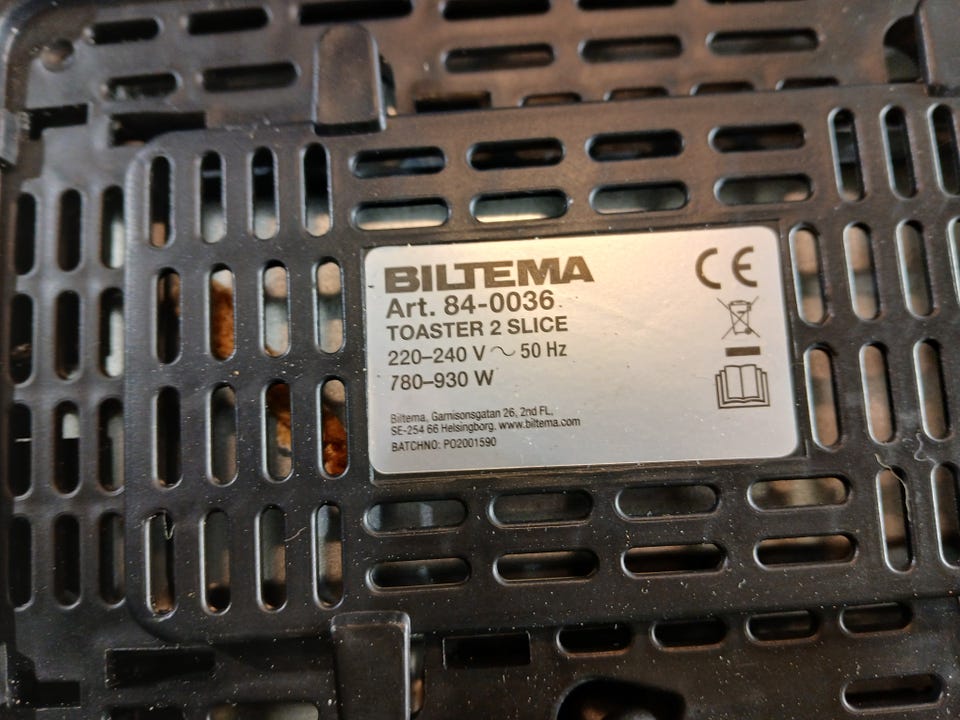 BILTEMA
Art. 84-0036
TOASTER 2 SLICE
220–240 V ~ 50 Hz
780–930 W
Biltema, Garnisonsgatan 26, 2nd FL,
SE-254 66 Helsingborg. www.biltema.com
BATCHNO: PO2001590
CE